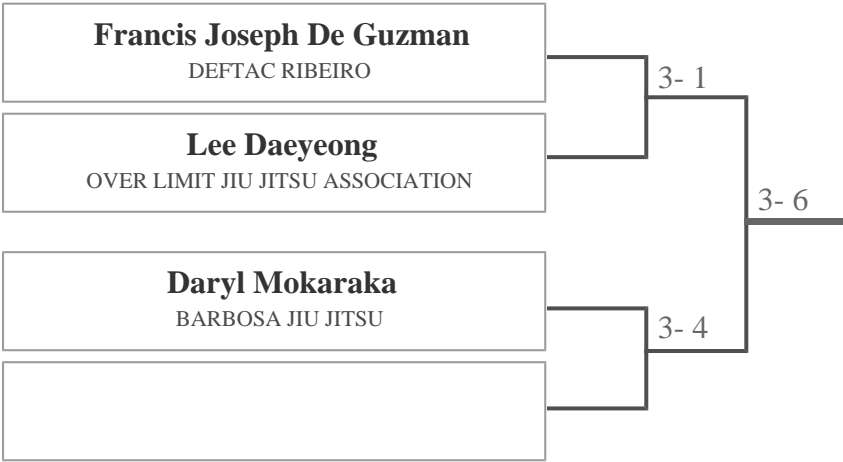 Francis Joseph De Guzman
DEFTAC RIBEIRO
3- 1
Lee Daeyeong
OVER LIMIT JIU JITSU ASSOCIATION
3- 6
Daryl Mokaraka
BARBOSA JIU JITSU
3- 4